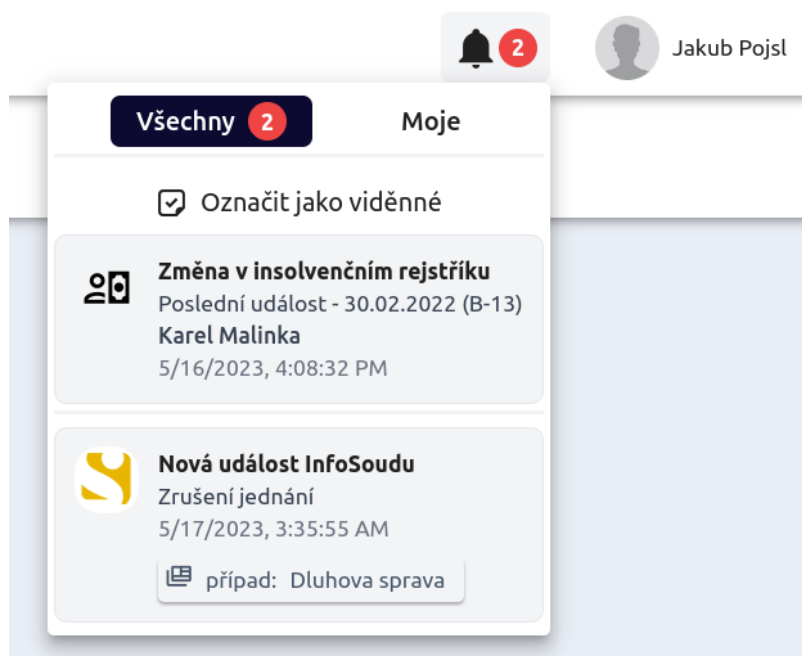 2
Jakub Pojsl
Všechny 2
Moje
Označit jako viděnné
Změna v insolvenčním rejstříku
Poslední událost - 30.02.2022 (B-13)
Karel Malinka
5/16/2023, 4:08:32 PM
Nová událost InfoSoudu
Zrušení jednání
5/17/2023, 3:35:55 AM
případ: Dluhova sprava